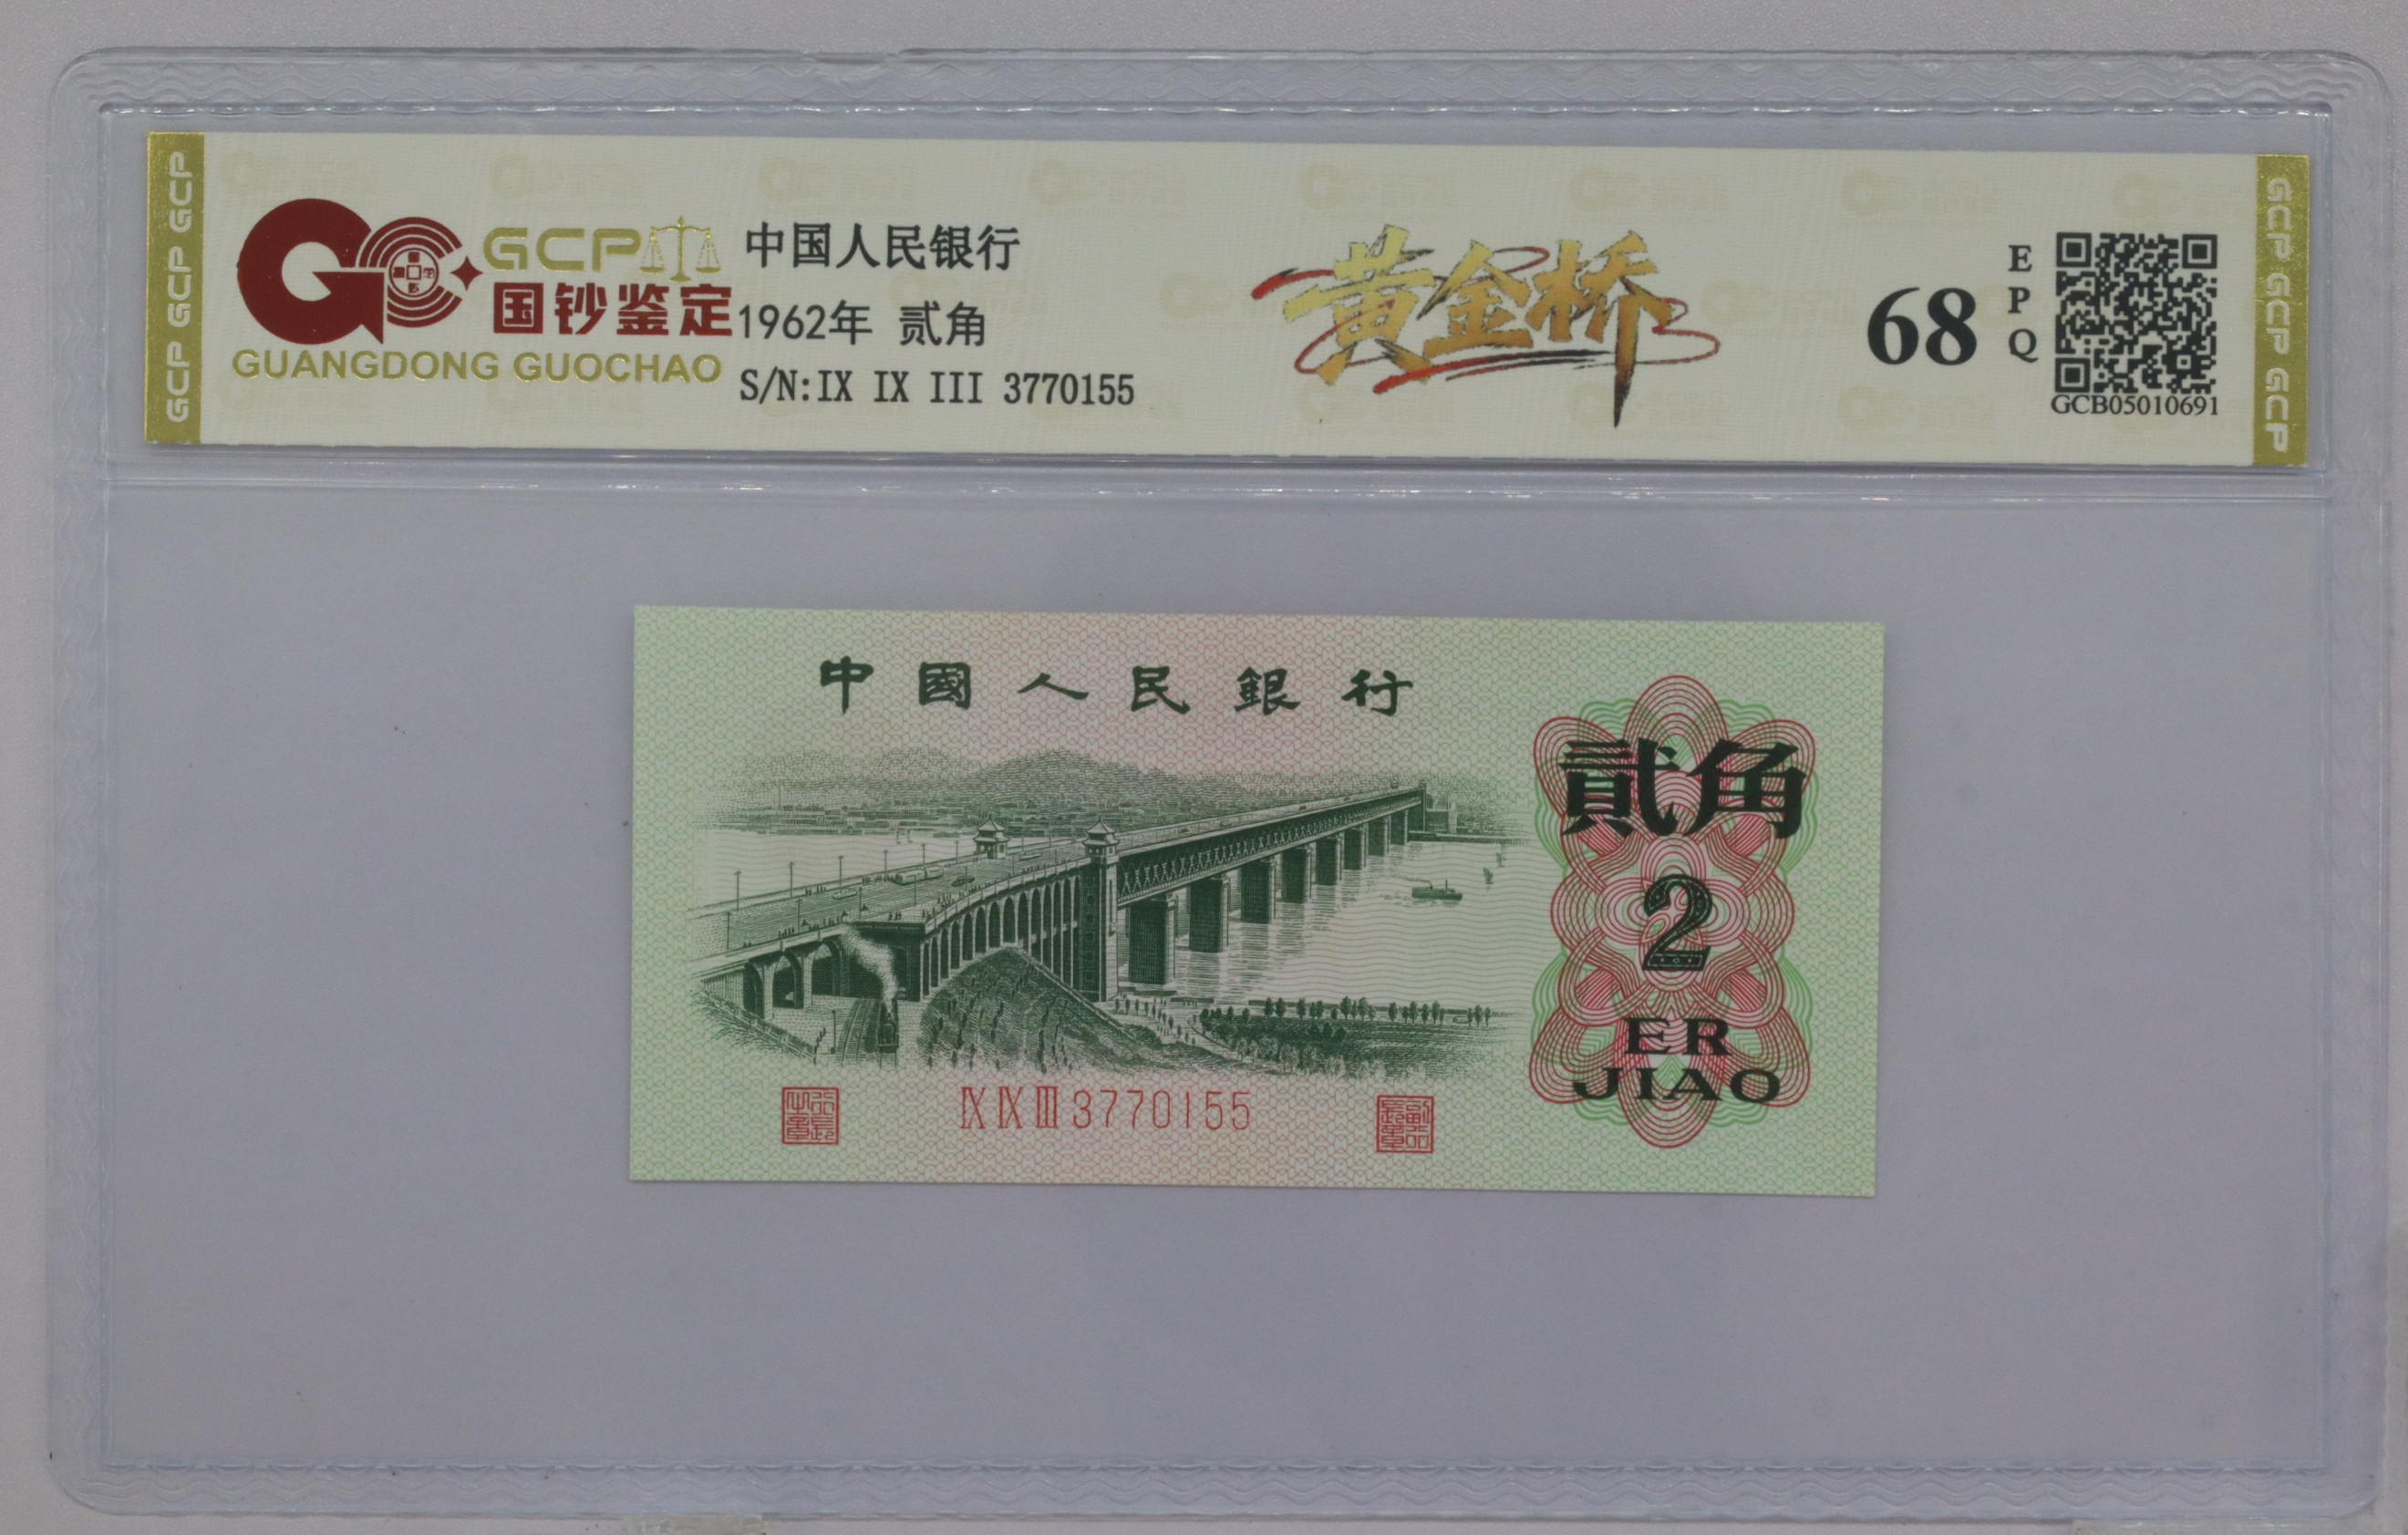 GCP GCP GCP
GCP
国钞鉴定
GUANGDONG GUOCHAO
中国人民银行
1962年 贰角
S/N:IX IX III 3770155
黄金桥
68
EPQ
GCB05010691
GCP GCP GCP
中國人民銀行
貳角
2
ER
JIAO
IX IX III 3770155